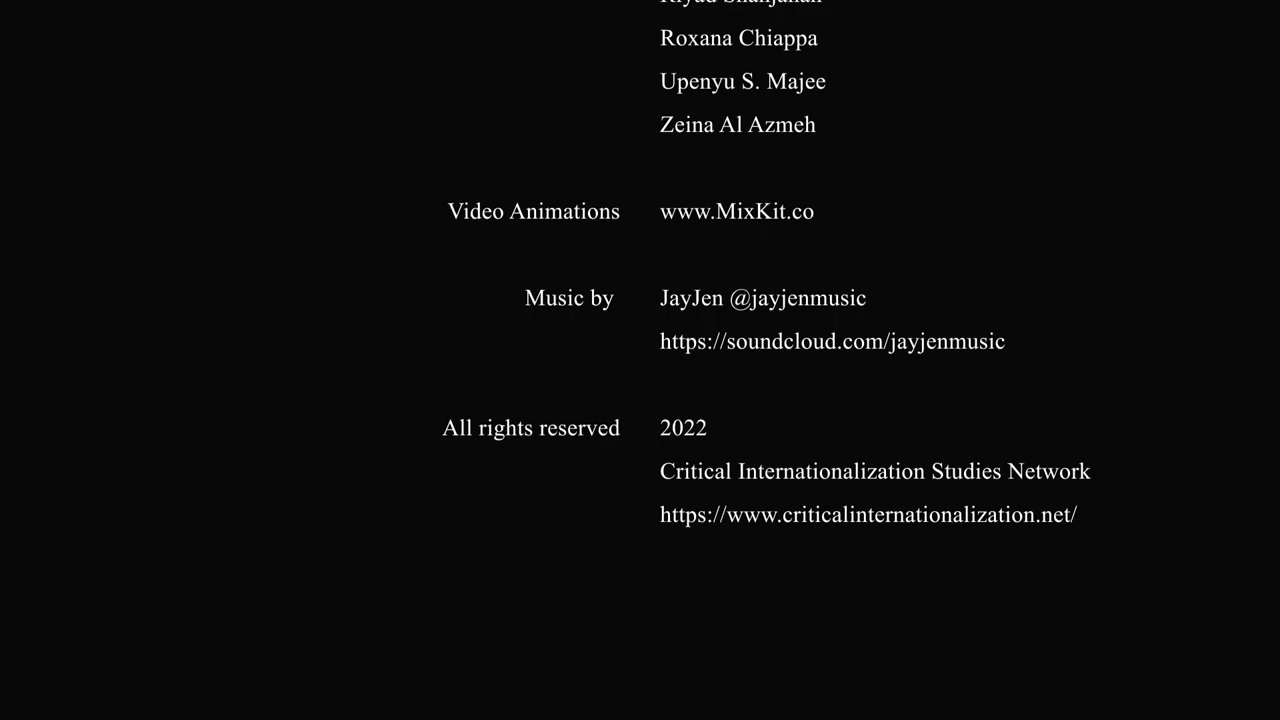 Roxana Chiappa
Upenyu S. Majee
Zeina Al Azmeh
Video Animations www.MixKit.co
Music by JayJen @jayjenmusic
https://soundcloud.com/jayjenmusic
All rights reserved 2022
Critical Internationalization Studies Network
https://www.criticalinternationalization.net/